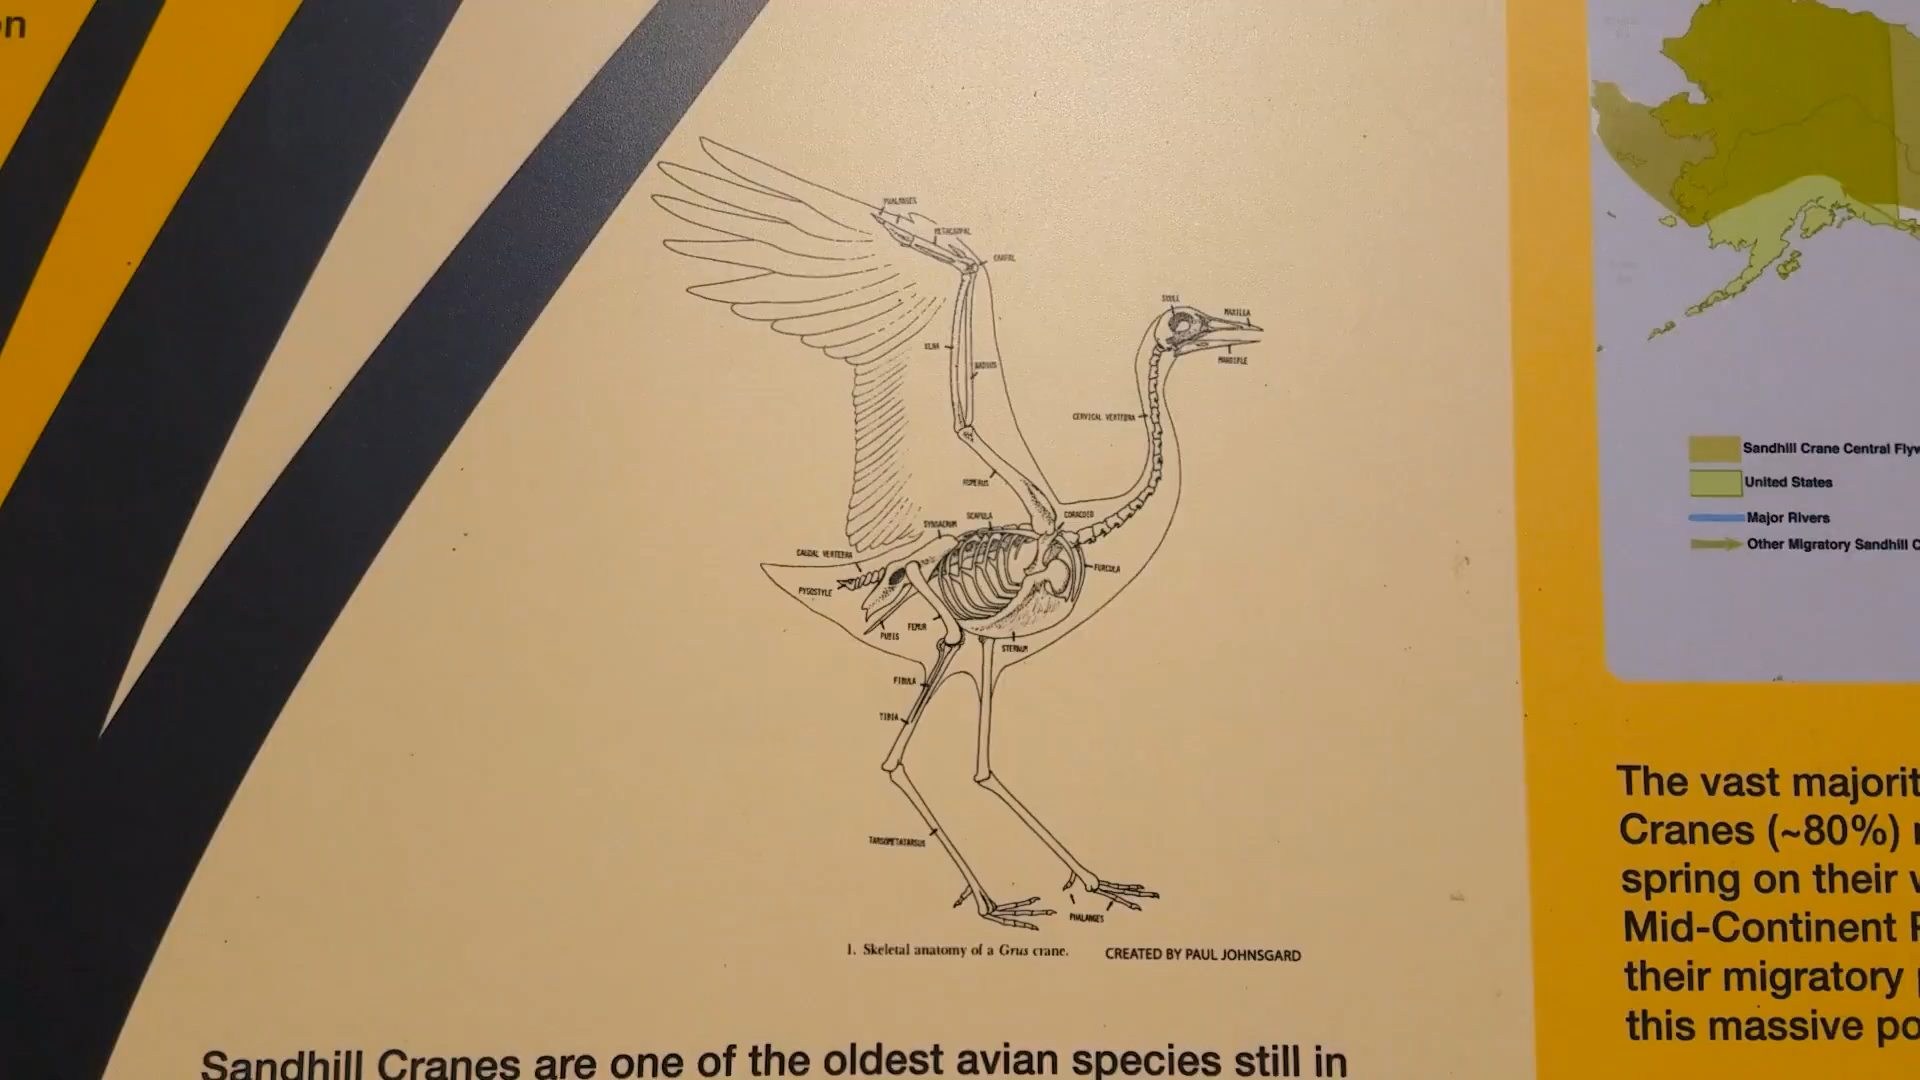 on
PHALANGES
METACARPAL
CARPAL
SKULL
MAXILLA
MANDIBLE
ULNA
RADIUS
CERVICAL VERTEBRA
HUMERUS
SCAPULA
CORACOID
SYNSACRUM
CAUDAL VERTEBRA
FURCULA
PYGOSTYLE
FEMUR
PUBIS
STERNUM
FIBULA
TIBIA
TARSOMETATARSUS
PHALANGES
1. Skeletal anatomy of a Grus crane.
CREATED BY PAUL JOHNSGARD
Sandhill Cranes are one of the oldest avian species still in
Sandhill Crane Central Flyw
United States
Major Rivers
Other Migratory Sandhill C
The vast majorit
Cranes (~80%)
spring on their
Mid-Continent
their migratory
this massive po